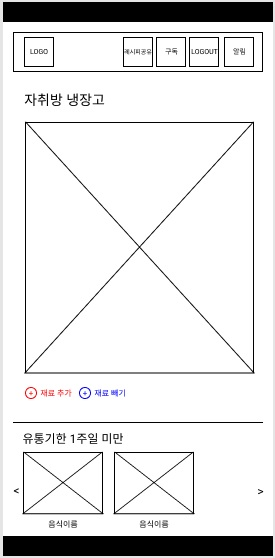 LOGO 레시피공유 구독 LOGOUT 알림
자취방 냉장고
+ 재료 추가 + 재료 빼기
유통기한 1주일 미만
< >
음식이름 음식이름